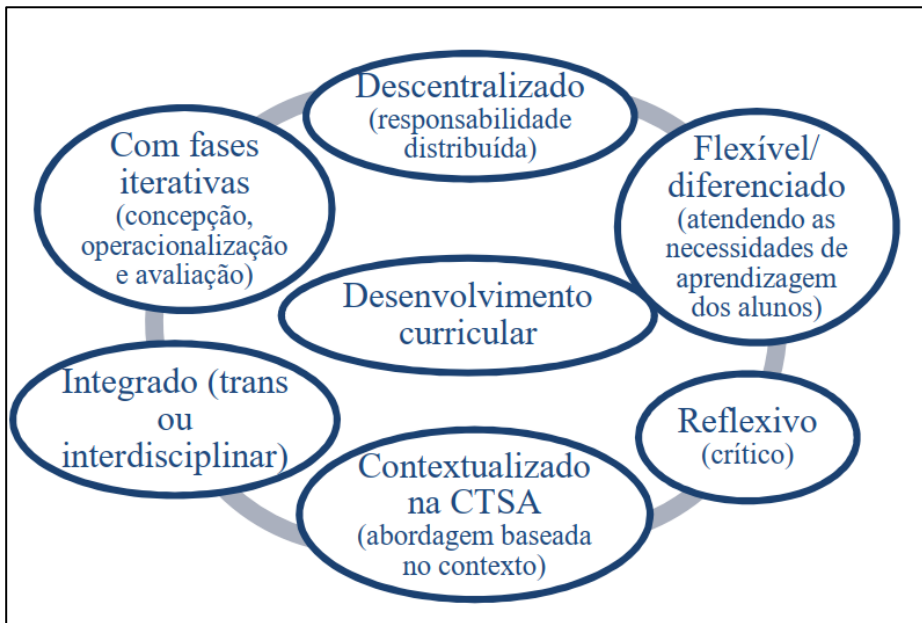 Descentralizado
(responsabilidade
distribuída)
Flexível/
diferenciado
(atendendo as
necessidades de
aprendizagem
dos alunos)
Reflexivo
(crítico)
Contextualizado
na CTSA
(abordagem baseada
no contexto)
Integrado (trans
ou
interdisciplinar)
Com fases
iterativas
(concepção,
operacionalização
e avaliação)
Desenvolvimento
curricular